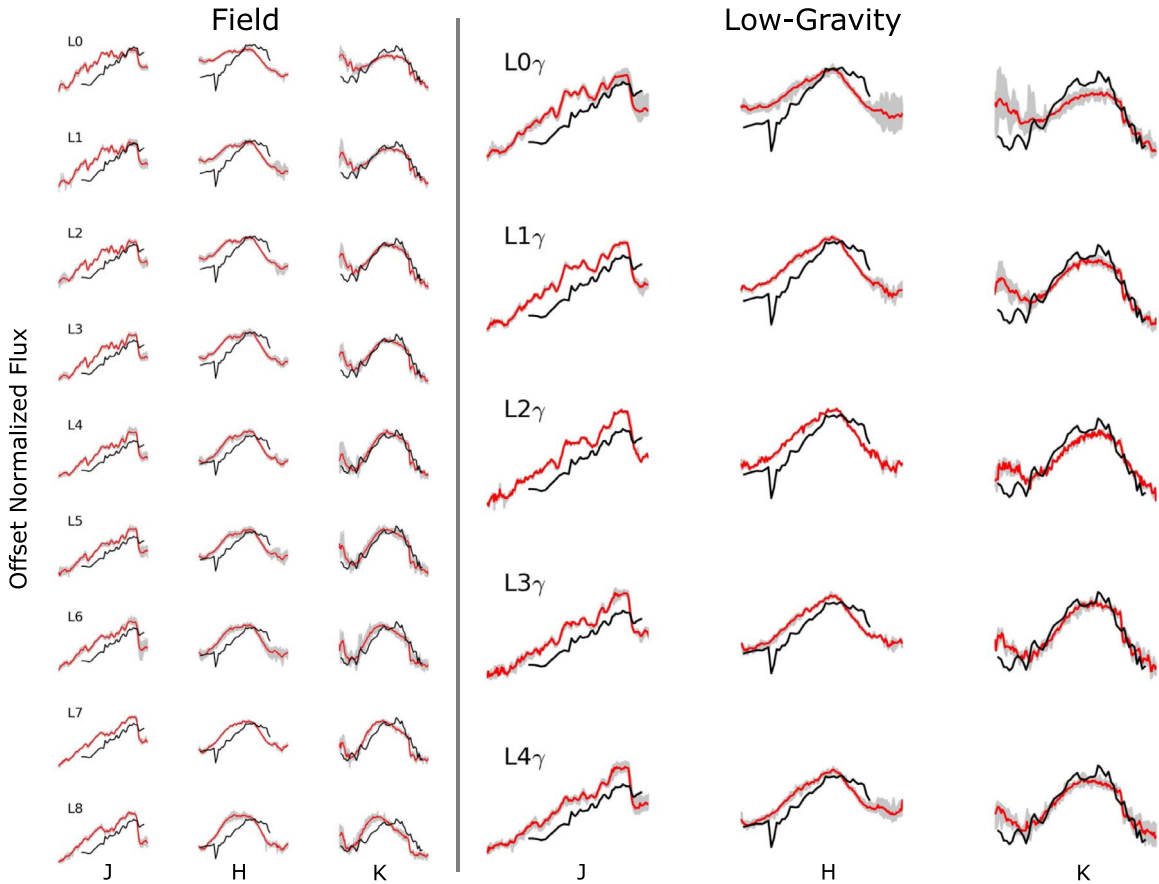 Field
Low-Gravity
Offset Normalized Flux
L0
L1
L2
L3
L4
L5
L6
L7
L8
J
H
K
L0γ
L1γ
L2γ
L3γ
L4γ
J
H
K